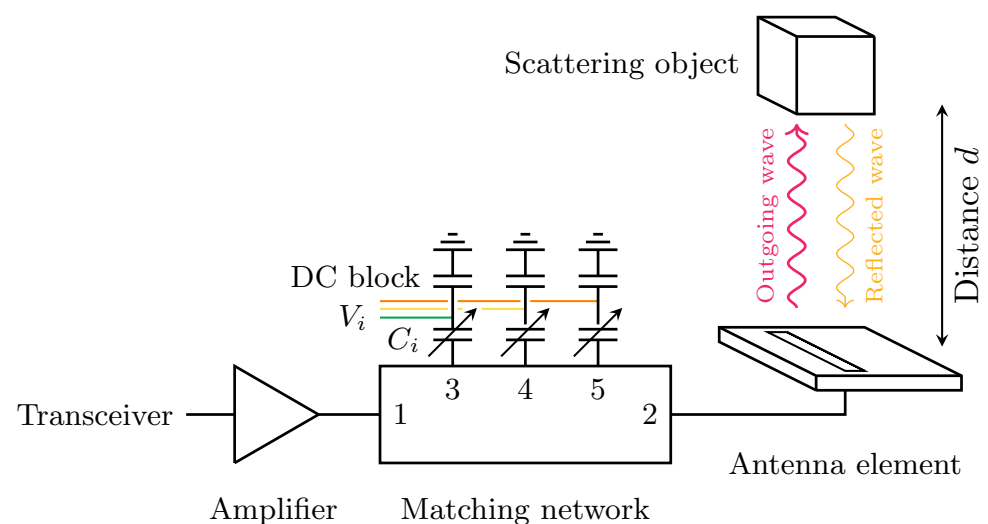 Scattering object
Outgoing wave
Reflected wave
Distance d
DC block
V_i
C_i
3
4
5
Transceiver
1
2
Antenna element
Amplifier
Matching network